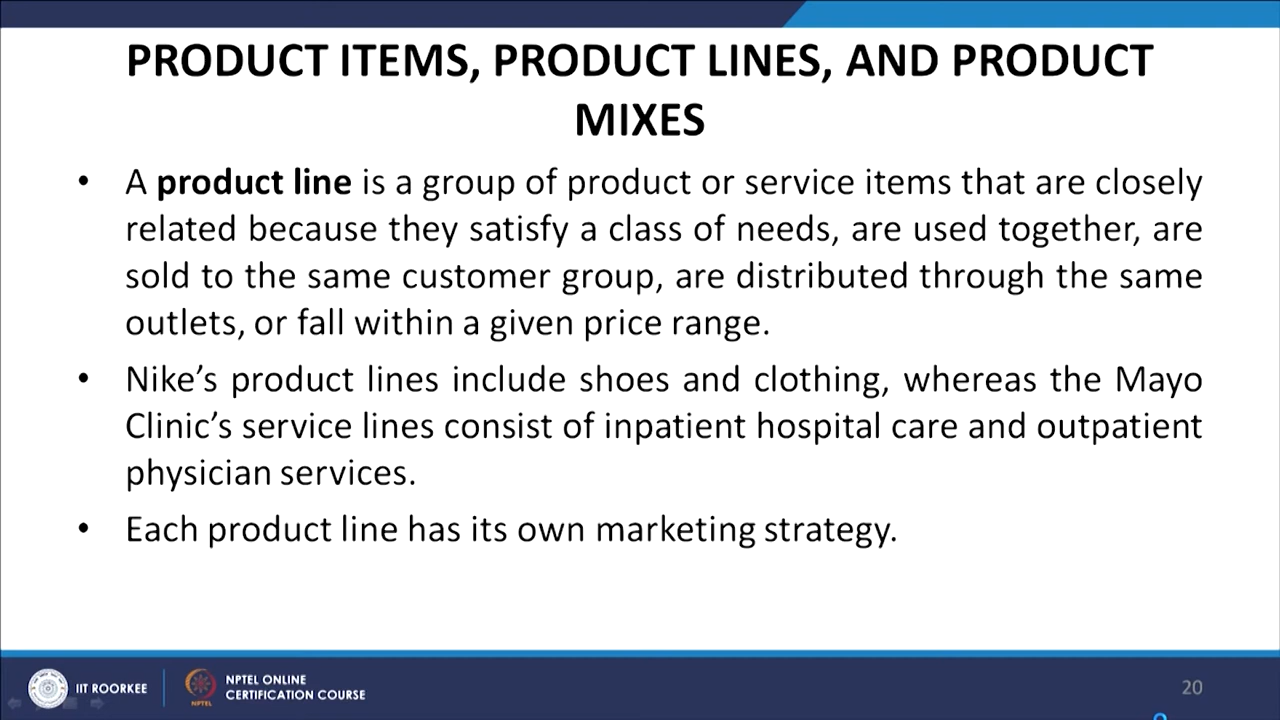 PRODUCT ITEMS, PRODUCT LINES, AND PRODUCT
MIXES
• A product line is a group of product or service items that are closely
related because they satisfy a class of needs, are used together, are
sold to the same customer group, are distributed through the same
outlets, or fall within a given price range.
• Nike’s product lines include shoes and clothing, whereas the Mayo
Clinic’s service lines consist of inpatient hospital care and outpatient
physician services.
• Each product line has its own marketing strategy.
IIT ROORKEE
NPTEL
NPTEL ONLINE
CERTIFICATION COURSE
20